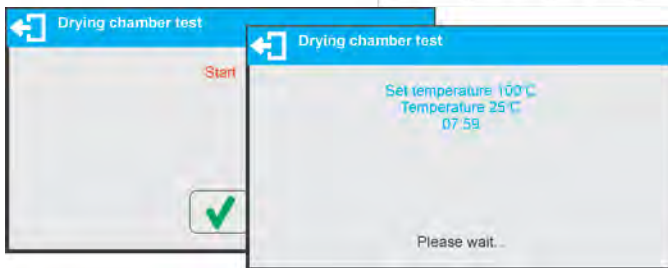 Drying chamber test
Start
Drying chamber test
Set temperature 100°C
Temperature 25°C
07:59
Please wait...